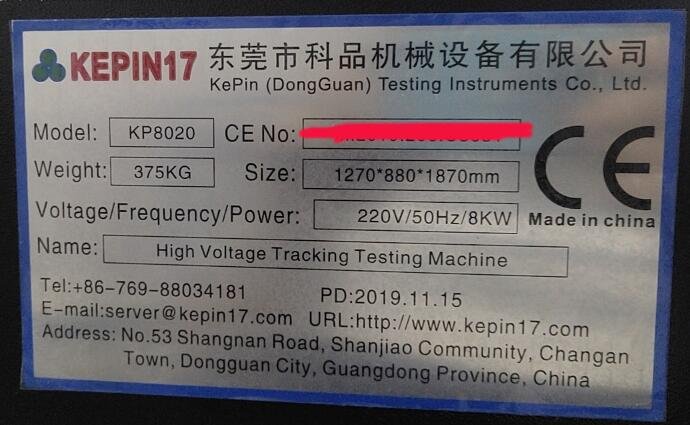 KEPIN17 东莞市科品机械设备有限公司
KePin (DongGuan) Testing Instruments Co., Ltd.
Model: KP8020 CE No:
Weight: 375KG Size: 1270*880*1870mm
CE
Voltage/Frequency/Power: 220V/50Hz/8KW Made in china
Name: High Voltage Tracking Testing Machine
Tel:+86-769-88034181 PD:2019.11.15
E-mail:server@kepin17.com URL:http://www.kepin17.com
Address: No.53 Shangnan Road, Shanjiao Community, Changan
Town, Dongguan City, Guangdong Province, China